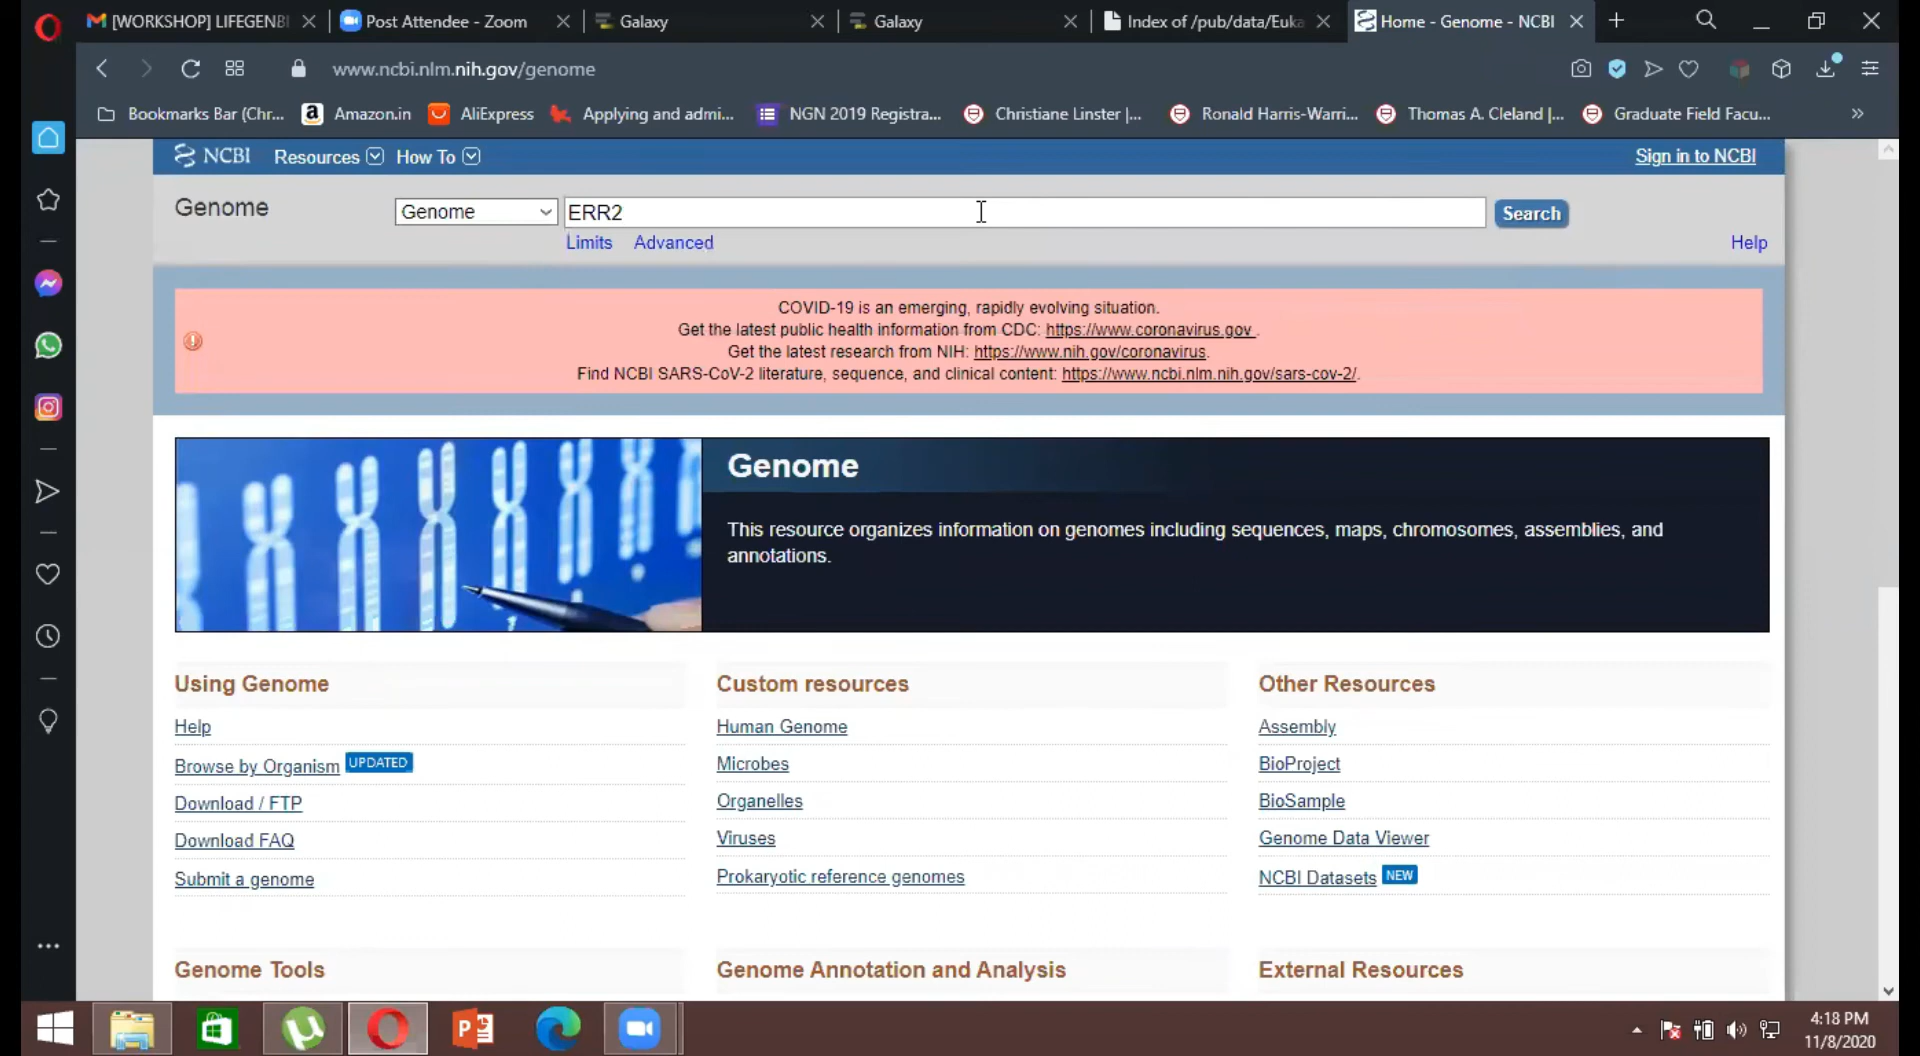 [WORKSHOP] LIFEGENBI
Post Attendee - Zoom
Galaxy
Galaxy
Index of /pub/data/Euka
Home - Genome - NCBI
www.ncbi.nlm.nih.gov/genome
Bookmarks Bar (Chr...
Amazon.in
AliExpress
Applying and admi...
NGN 2019 Registra...
Christiane Linster |...
Ronald Harris-Warri...
Thomas A. Cleland |...
Graduate Field Facu...
NCBI Resources How To Sign in to NCBI
Genome Genome ERR2 Search
Limits Advanced Help
COVID-19 is an emerging, rapidly evolving situation.
Get the latest public health information from CDC: https://www.coronavirus.gov .
Get the latest research from NIH: https://www.nih.gov/coronavirus.
Find NCBI SARS-CoV-2 literature, sequence, and clinical content: https://www.ncbi.nlm.nih.gov/sars-cov-2/.
Genome
This resource organizes information on genomes including sequences, maps, chromosomes, assemblies, and
annotations.
Using Genome
Help
Browse by Organism UPDATED
Download / FTP
Download FAQ
Submit a genome
Custom resources
Human Genome
Microbes
Organelles
Viruses
Prokaryotic reference genomes
Other Resources
Assembly
BioProject
BioSample
Genome Data Viewer
NCBI Datasets NEW
Genome Tools
Genome Annotation and Analysis
External Resources
4:18 PM
11/8/2020